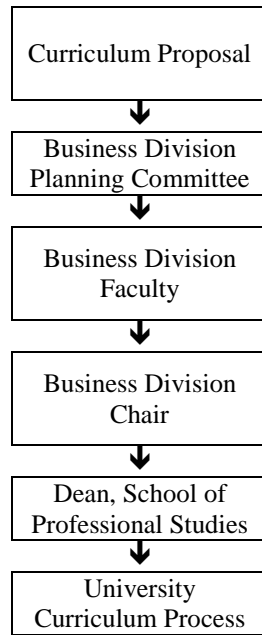 Curriculum Proposal
Business Division
Planning Committee
Business Division
Faculty
Business Division
Chair
Dean, School of
Professional Studies
University
Curriculum Process